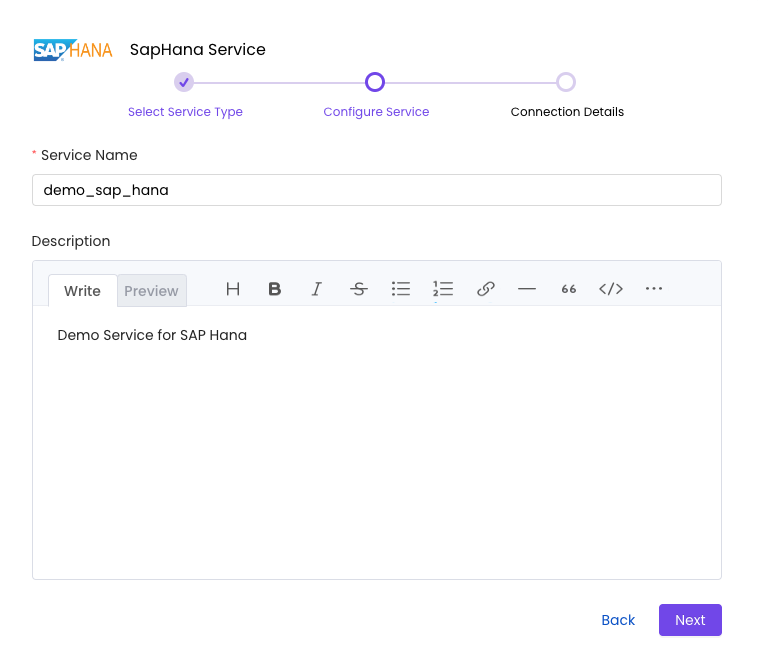 SAP HANA SapHana Service
Select Service Type Configure Service Connection Details
* Service Name
demo_sap_hana
Description
Write Preview H B I S 66 </> ...
Demo Service for SAP Hana
Back Next